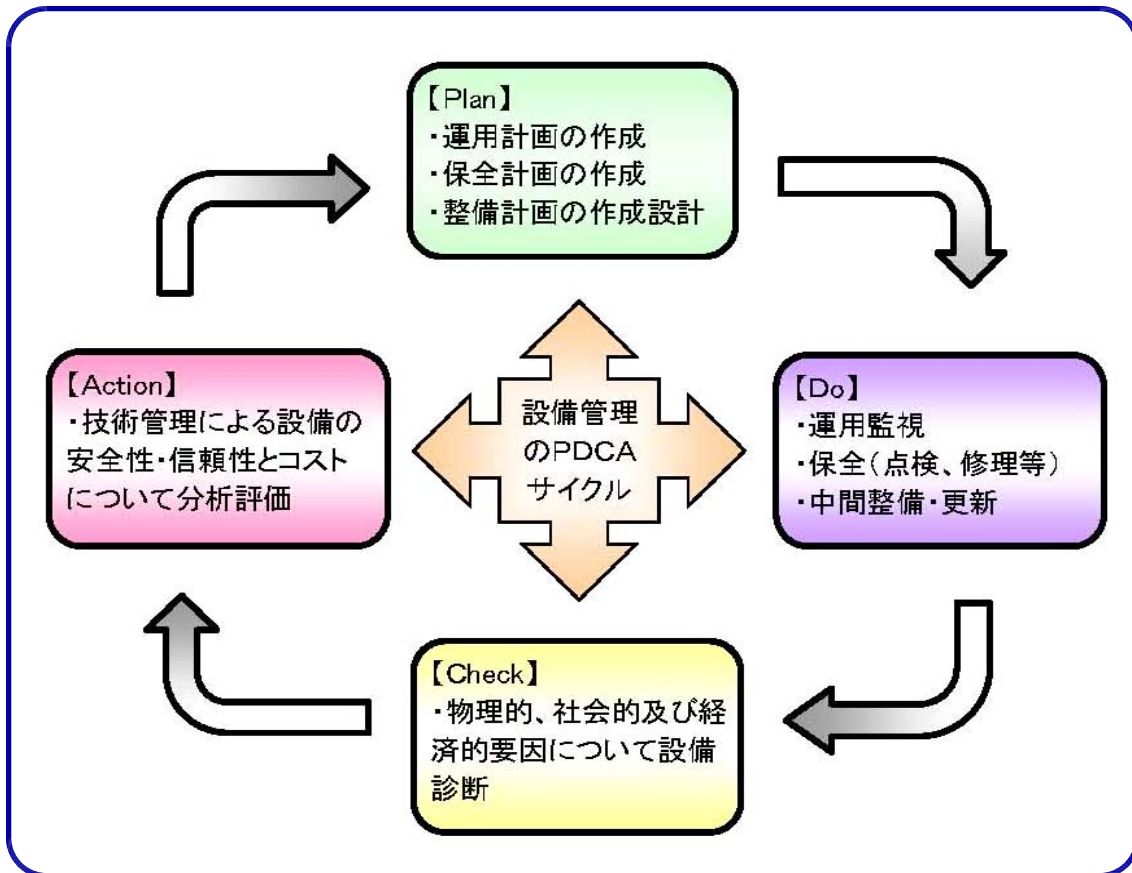 【Plan】
・運用計画の作成
・保全計画の作成
・整備計画の作成設計
【Action】
・技術管理による設備の
安全性・信頼性とコスト
について分析評価
設備管理
のPDCA
サイクル
【Do】
・運用監視
・保全(点検、修理等)
・中間整備・更新
【Check】
・物理的、社会的及び経
済的要因について設備
診断